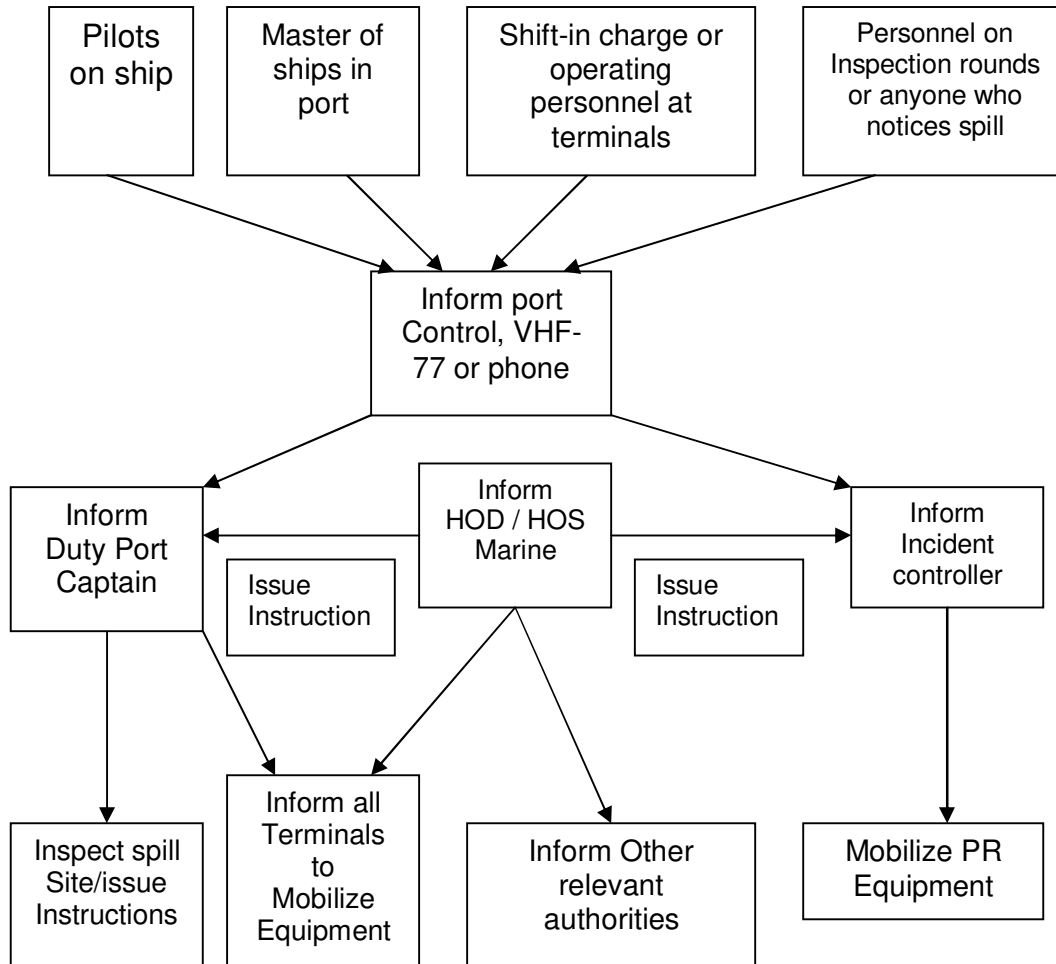 Pilots
on ship
Master of
ships in
port
Shift-in charge or
operating
personnel at
terminals
Personnel on
Inspection rounds
or anyone who
notices spill
Inform port
Control, VHF-
77 or phone
Inform
Duty Port
Captain
Issue
Instruction
Inform
HOD / HOS
Marine
Issue
Instruction
Inform
Incident
controller
Inspect spill
Site/issue
Instructions
Inform all
Terminals
to
Mobilize
Equipment
Inform Other
relevant
authorities
Mobilize PR
Equipment